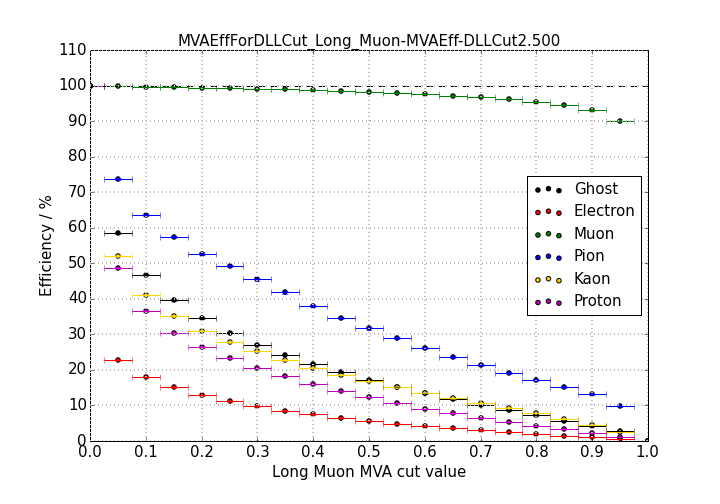 MVAEffForDLLCut_Long_Muon-MVAEff-DLLCut2.500
110
100
90
80
70
60
50
40
30
20
10
0
Efficiency / %
Ghost
Electron
Muon
Pion
Kaon
Proton
0.0 0.1 0.2 0.3 0.4 0.5 0.6 0.7 0.8 0.9 1.0
Long Muon MVA cut value